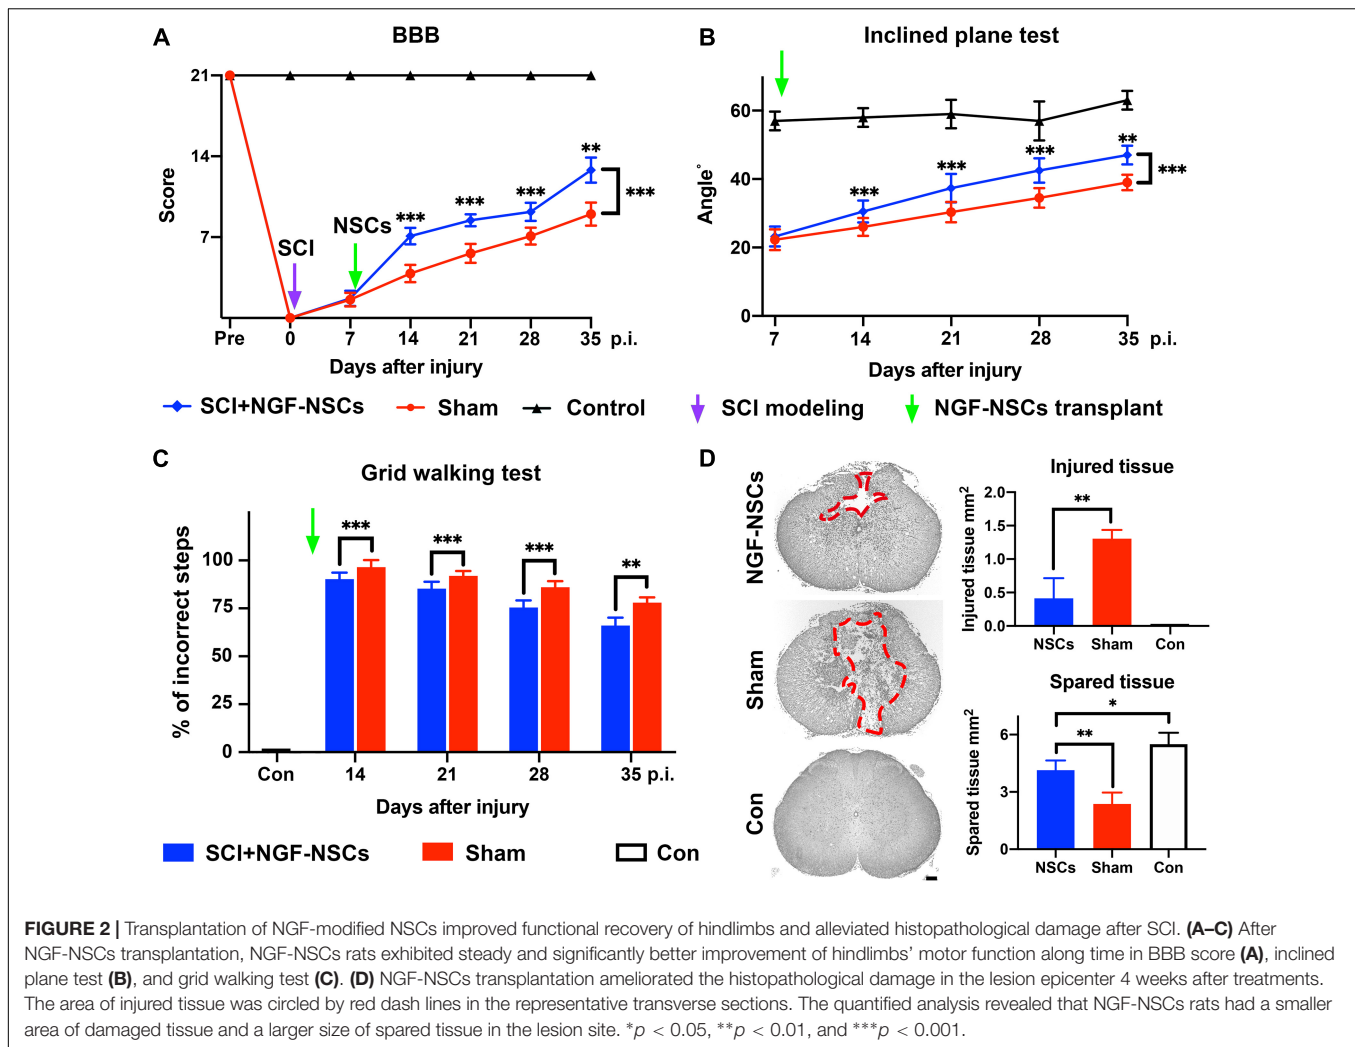 A
BBB
21
14
7
Score
SCI
NSCs
***
***
***
**
***
Pre
0
7
14
21
28
35
p.i.
Days after injury
B
Inclined plane test
60
40
20
0
Angle°
***
***
***
**
***
7
14
21
28
35
p.i.
Days after injury
SCI+NGF-NSCs
Sham
Control
SCI modeling
NGF-NSCs transplant
C
Grid walking test
100
75
50
25
0
% of incorrect steps
***
***
***
**
Con
14
21
28
35 p.i.
Days after injury
SCI+NGF-NSCs
Sham
Con
D
NGF-NSCs
Sham
Con
Injured tissue
2.0
1.5
1.0
0.5
0.0
Injured tissue mm²
**
NSCs
Sham
Con
Spared tissue
6
3
0
Spared tissue mm²
*
**
NSCs
Sham
Con
FIGURE 2 | Transplantation of NGF-modified NSCs improved functional recovery of hindlimbs and alleviated histopathological damage after SCI. (A–C) After
NGF-NSCs transplantation, NGF-NSCs rats exhibited steady and significantly better improvement of hindlimbs' motor function along time in BBB score (A), inclined
plane test (B), and grid walking test (C). (D) NGF-NSCs transplantation ameliorated the histopathological damage in the lesion epicenter 4 weeks after treatments.
The area of injured tissue was circled by red dash lines in the representative transverse sections. The quantified analysis revealed that NGF-NSCs rats had a smaller
area of damaged tissue and a larger size of spared tissue in the lesion site. *p < 0.05, **p < 0.01, and ***p < 0.001.